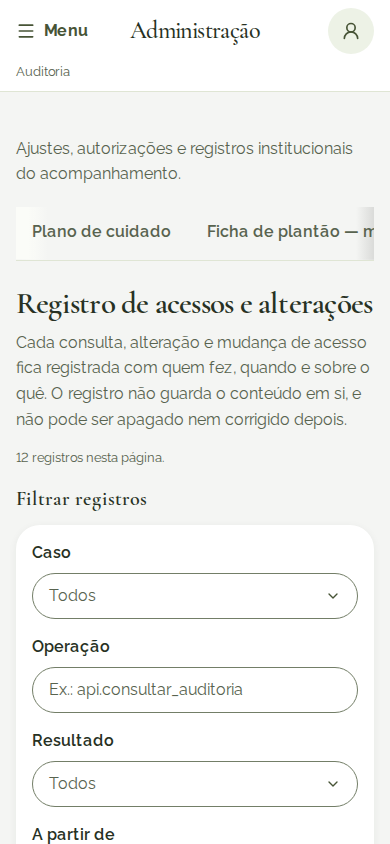 Menu
Administração
Auditoria
Ajustes, autorizações e registros institucionais
do acompanhamento.
Plano de cuidado
Ficha de plantão — m
Registro de acessos e alterações
Cada consulta, alteração e mudança de acesso
fica registrada com quem fez, quando e sobre o
quê. O registro não guarda o conteúdo em si, e
não pode ser apagado nem corrigido depois.
12 registros nesta página.
Filtrar registros
Caso
Todos
Operação
Ex.: api.consultar_auditoria
Resultado
Todos
A partir de